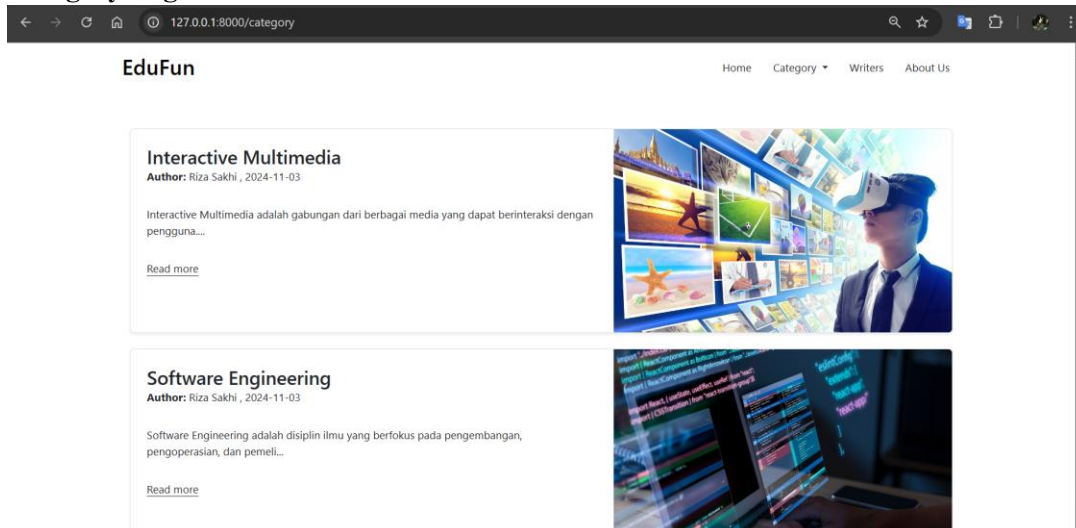 127.0.0.1:8000/category
EduFun
Home Category Writers About Us
Interactive Multimedia
Author: Riza Sakhi , 2024-11-03
Interactive Multimedia adalah gabungan dari berbagai media yang dapat berinteraksi dengan
pengguna....
Read more
Software Engineering
Author: Riza Sakhi , 2024-11-03
Software Engineering adalah disiplin ilmu yang berfokus pada pengembangan,
pengoperasian, dan pemeli...
Read more